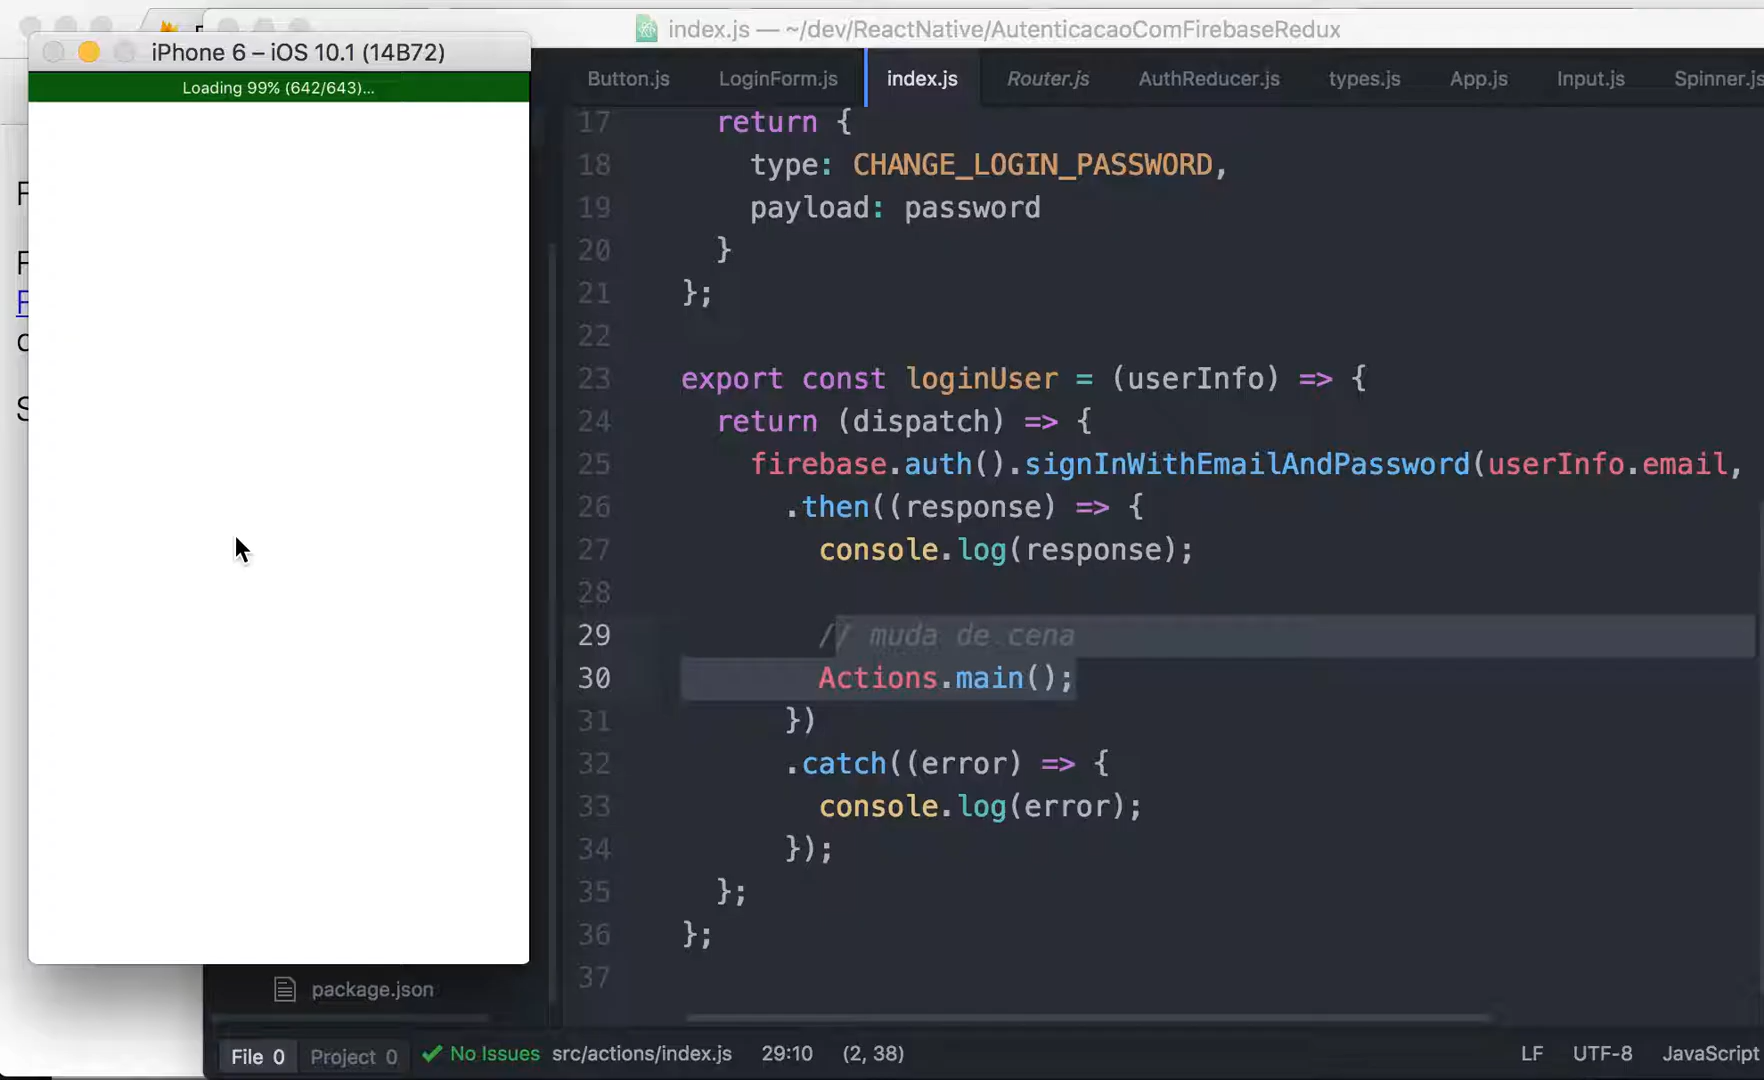 index.js — ~/dev/ReactNative/AutenticacaoComFirebaseRedux
iPhone 6 – iOS 10.1 (14B72)
Loading 99% (642/643)...
Button.js LoginForm.js index.js Router.js AuthReducer.js types.js App.js Input.js Spinner.js
17 return {
18 type: CHANGE_LOGIN_PASSWORD,
19 payload: password
20 }
21 };
22
23 export const loginUser = (userInfo) => {
24 return (dispatch) => {
25 firebase.auth().signInWithEmailAndPassword(userInfo.email,
26 .then((response) => {
27 console.log(response);
28
29 // muda de cena
30 Actions.main();
31 })
32 .catch((error) => {
33 console.log(error);
34 });
35 };
36 };
37
package.json
File 0 Project 0 No Issues src/actions/index.js 29:10 (2, 38) LF UTF-8 JavaScript